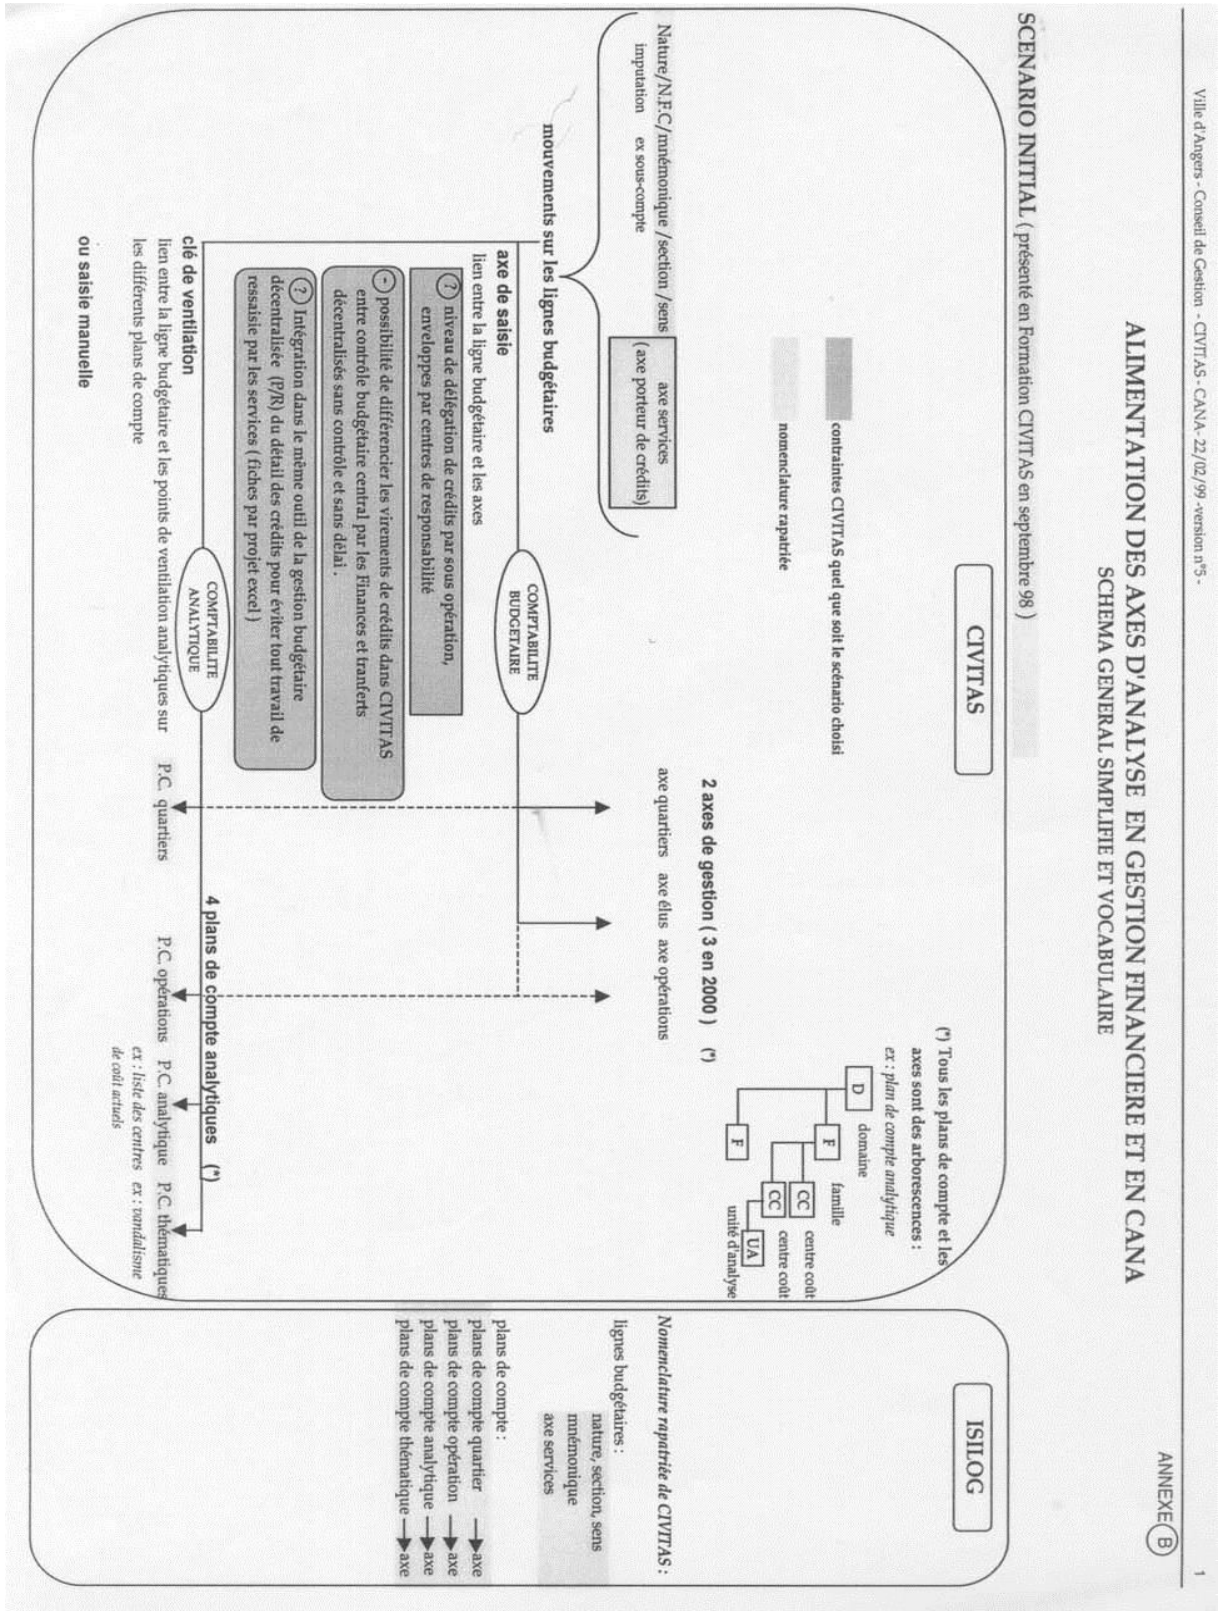 Ville d'Angers - Conseil de Gestion - CIVITAS - CANA- 22/02/99 -version n°5 -
1
ANNEXE B
ALIMENTATION DES AXES D'ANALYSE EN GESTION FINANCIERE ET EN CANA
SCHEMA GENERAL SIMPLIFIE ET VOCABULAIRE
SCENARIO INITIAL ( présenté en Formation CIVITAS en septembre 98 )
CIVITAS
(*) Tous les plans de compte et les
axes sont des arborescences :
ex : plan de compte analytique
D
domaine
F
famille
CC
centre coût
CC
centre coût
F
UA
unité d'analyse
contraintes CIVITAS quel que soit le scénario choisi
nomenclature rapatriée
2 axes de gestion ( 3 en 2000 ) (*)
Nature/N.F.C/mnémonique /section /sens
imputation ex sous-compte
axe services
( axe porteur de crédits)
axe quartiers axe élus axe opérations
mouvements sur les lignes budgétaires
COMPTABILITE
BUDGETAIRE
axe de saisie
lien entre la ligne budgétaire et les axes
? niveau de délégation de crédits par sous opération,
enveloppes par centres de responsabilité
- possibilité de différencier les virements de crédits dans CIVITAS
entre contrôle budgétaire central par les Finances et tranferts
décentralisés sans contrôle et sans délai .
? Intégration dans le même outil de la gestion budgétaire
décentralisée (P/R) du détail des crédits pour éviter tout travail de
ressaisie par les services ( fiches par projet excel )
COMPTABILITE
ANALYTIQUE
4 plans de compte analytiques (*)
clé de ventilation
lien entre la ligne budgétaire et les points de ventilation analytiques sur
les différents plans de compte
P.C. quartiers P.C. opérations P.C. analytique P.C. thématiques
ex : liste des centres
de coût actuels
ex : vandalisme
ou saisie manuelle
ISILOG
Nomenclature rapatriée de CIVITAS :
lignes budgétaires :
nature, section, sens
mnémonique
axe services
plans de compte :
plans de compte quartier axe
plans de compte opération axe
plans de compte analytique axe
plans de compte thématique axe